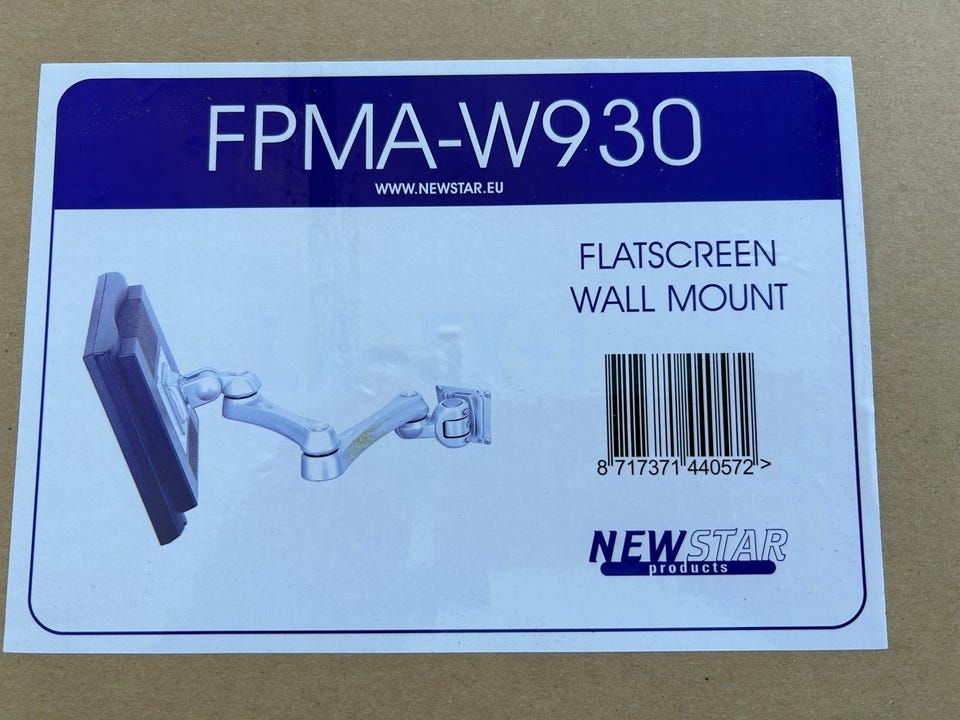 FPMA-W930
WWW.NEWSTAR.EU
FLATSCREEN
WALL MOUNT
8 717371 440572 >
NEWSTAR
products